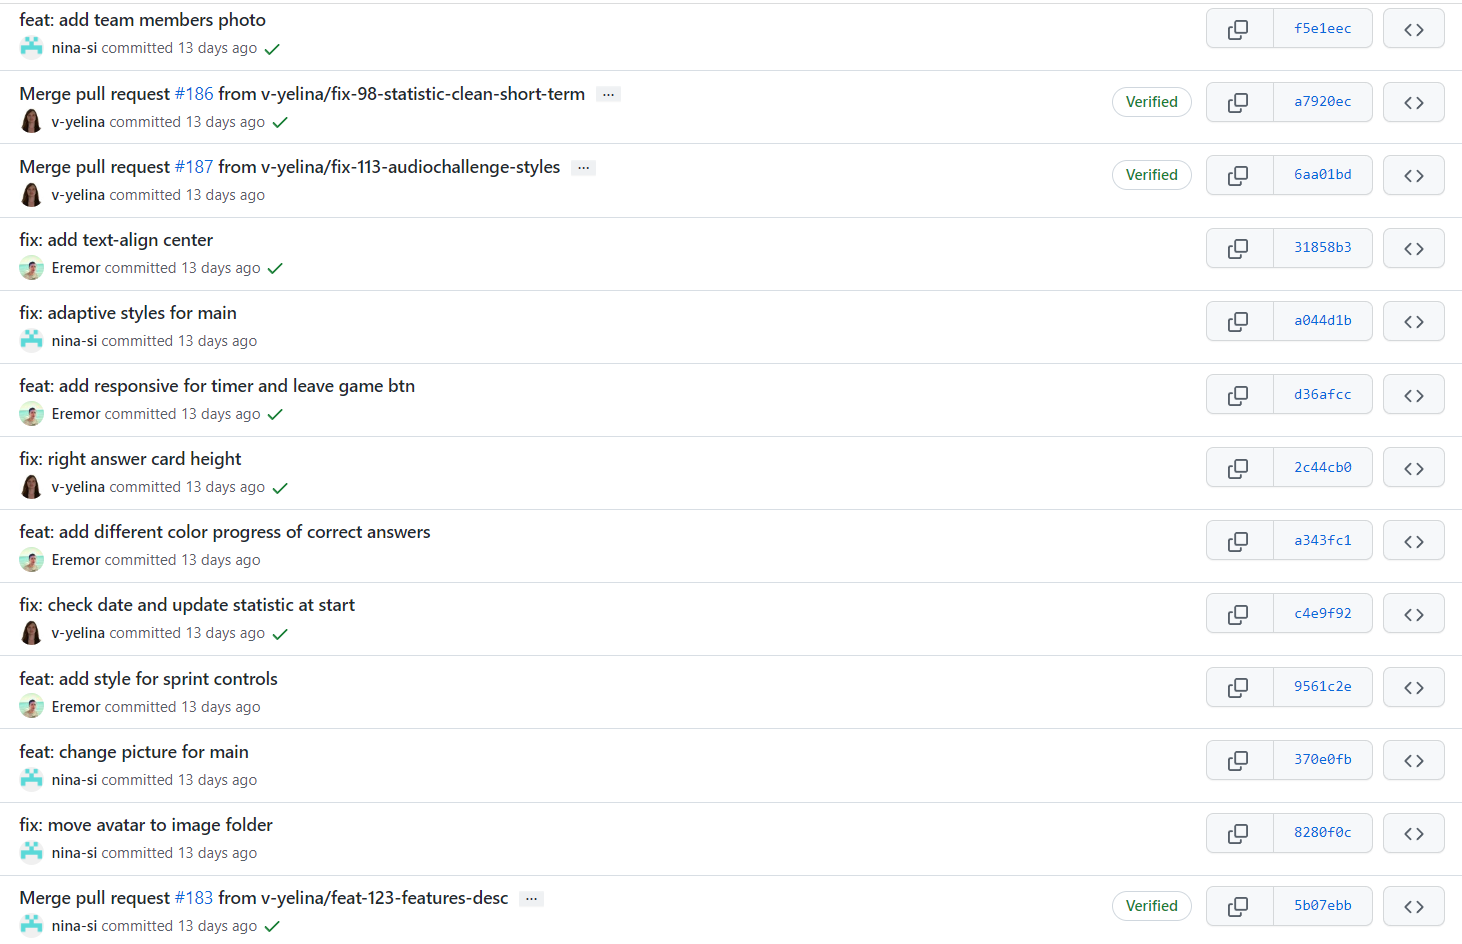 feat: add team members photo
nina-si committed 13 days ago
f5e1eec
Merge pull request #186 from v-yelina/fix-98-statistic-clean-short-term ...
v-yelina committed 13 days ago
Verified
a7920ec
Merge pull request #187 from v-yelina/fix-113-audiochallenge-styles ...
v-yelina committed 13 days ago
Verified
6aa01bd
fix: add text-align center
Eremor committed 13 days ago
31858b3
fix: adaptive styles for main
nina-si committed 13 days ago
a044d1b
feat: add responsive for timer and leave game btn
Eremor committed 13 days ago
d36afcc
fix: right answer card height
v-yelina committed 13 days ago
2c44cb0
feat: add different color progress of correct answers
Eremor committed 13 days ago
a343fc1
fix: check date and update statistic at start
v-yelina committed 13 days ago
c4e9f92
feat: add style for sprint controls
Eremor committed 13 days ago
9561c2e
feat: change picture for main
nina-si committed 13 days ago
370e0fb
fix: move avatar to image folder
nina-si committed 13 days ago
8280f0c
Merge pull request #183 from v-yelina/feat-123-features-desc ...
nina-si committed 13 days ago
Verified
5b07ebb